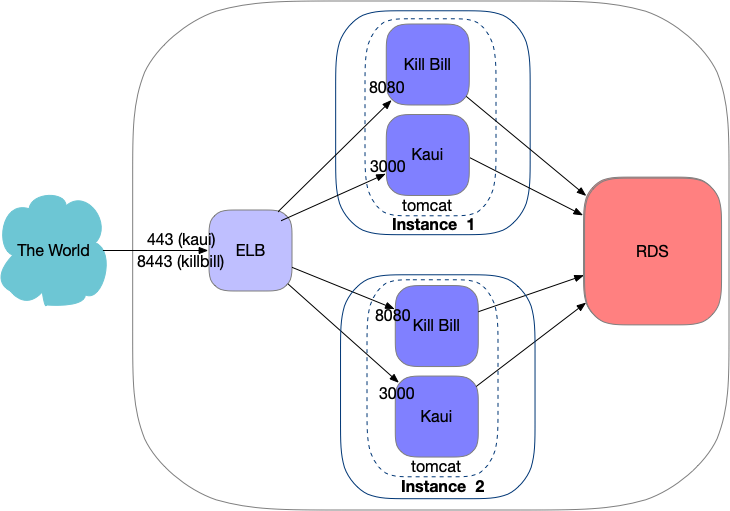 The World
443 (kaui)
8443 (killbill)
ELB
Kill Bill
8080
Kaui
3000
tomcat
Instance 1
Kill Bill
8080
Kaui
3000
tomcat
Instance 2
RDS